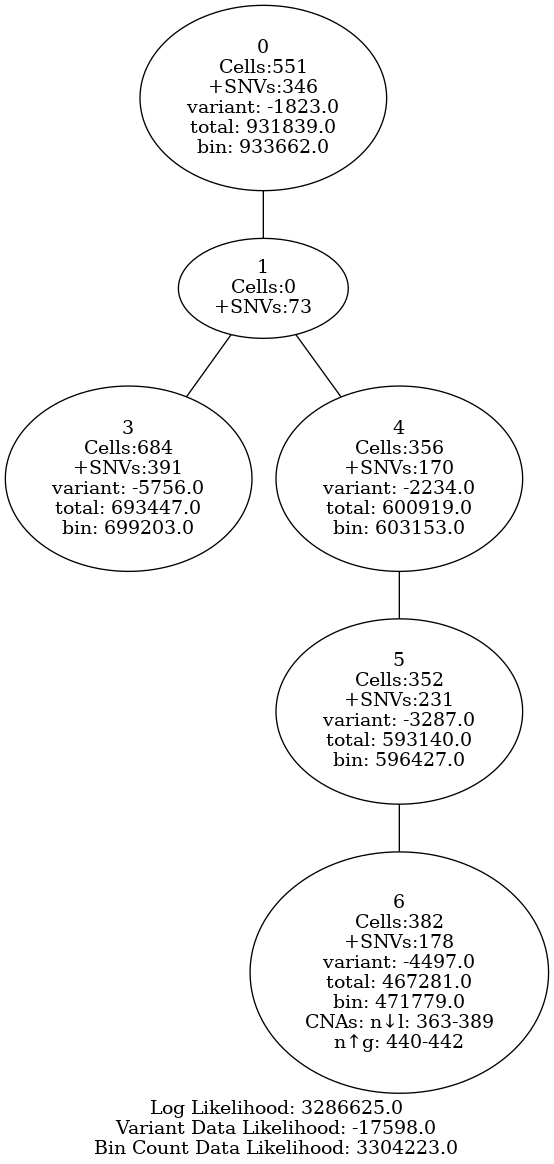 0
Cells:551
+SNVs:346
variant: -1823.0
total: 931839.0
bin: 933662.0
1
Cells:0
+SNVs:73
3
Cells:684
+SNVs:391
variant: -5756.0
total: 693447.0
bin: 699203.0
4
Cells:356
+SNVs:170
variant: -2234.0
total: 600919.0
bin: 603153.0
5
Cells:352
+SNVs:231
variant: -3287.0
total: 593140.0
bin: 596427.0
6
Cells:382
+SNVs:178
variant: -4497.0
total: 467281.0
bin: 471779.0
CNAs: n↓l: 363-389
n↑g: 440-442
Log Likelihood: 3286625.0
Variant Data Likelihood: -17598.0
Bin Count Data Likelihood: 3304223.0